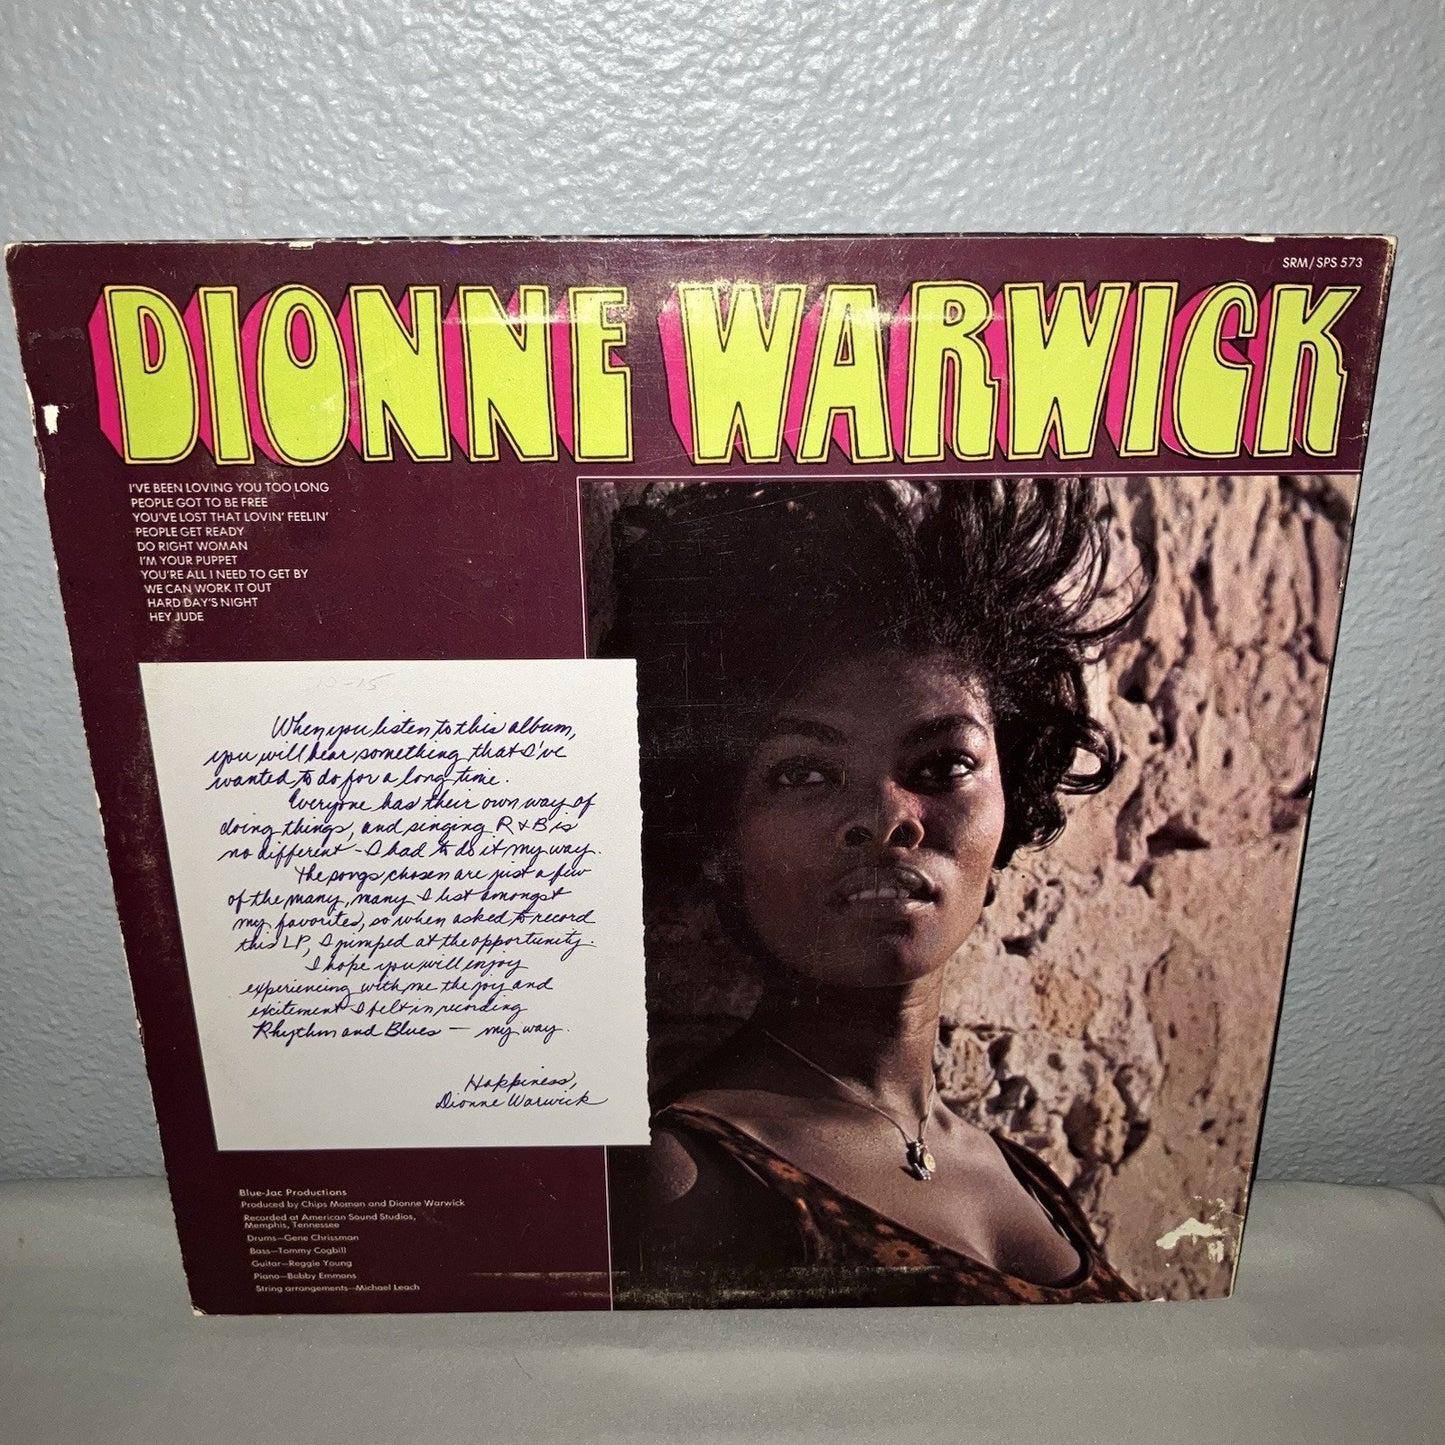 SRM/SPS 573
DIONNE WARWICK
I'VE BEEN LOVING YOU TOO LONG
PEOPLE GOT TO BE FREE
YOU'VE LOST THAT LOVIN' FEELIN'
PEOPLE GET READY
DO RIGHT WOMAN
I'M YOUR PUPPET
YOU'RE ALL I NEED TO GET BY
WE CAN WORK IT OUT
HARD DAY'S NIGHT
HEY JUDE
When you listen to this album,
you will hear something that I've
wanted to do for a long time.
Everyone has their own way of
doing things, and singing R & B is
no different - I had to do it my way.
The songs chosen are just a few
of the many, many I list amongst
my favorites, so when asked to record
this LP, I jumped at the opportunity.
I hope you will enjoy
experiencing with me the joy and
excitement I felt in recording
Rhythm and Blues — my way.
Happiness,
Dionne Warwick
Blue-Jac Productions
Produced by Chips Moman and Dionne Warwick
Recorded at American Sound Studios,
Memphis, Tennessee
Drums—Gene Chrissman
Bass—Tommy Cogbill
Guitar—Reggie Young
Piano—Bobby Emmons
String arrangements—Michael Leach